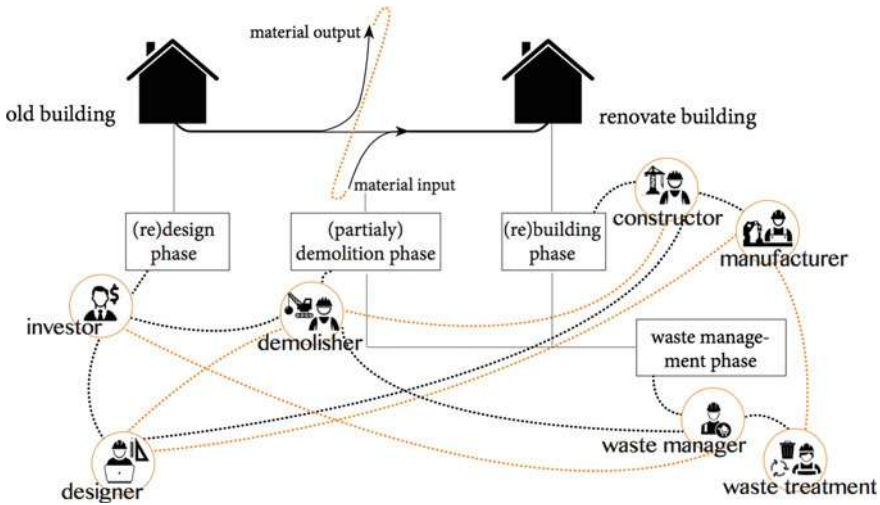 material output
old building
renovate building
material input
constructor
(re)design
phase
(partialy)
demolition phase
(re)building
phase
manufacturer
investor
demolisher
waste manage-
ment phase
waste manager
designer
waste treatment